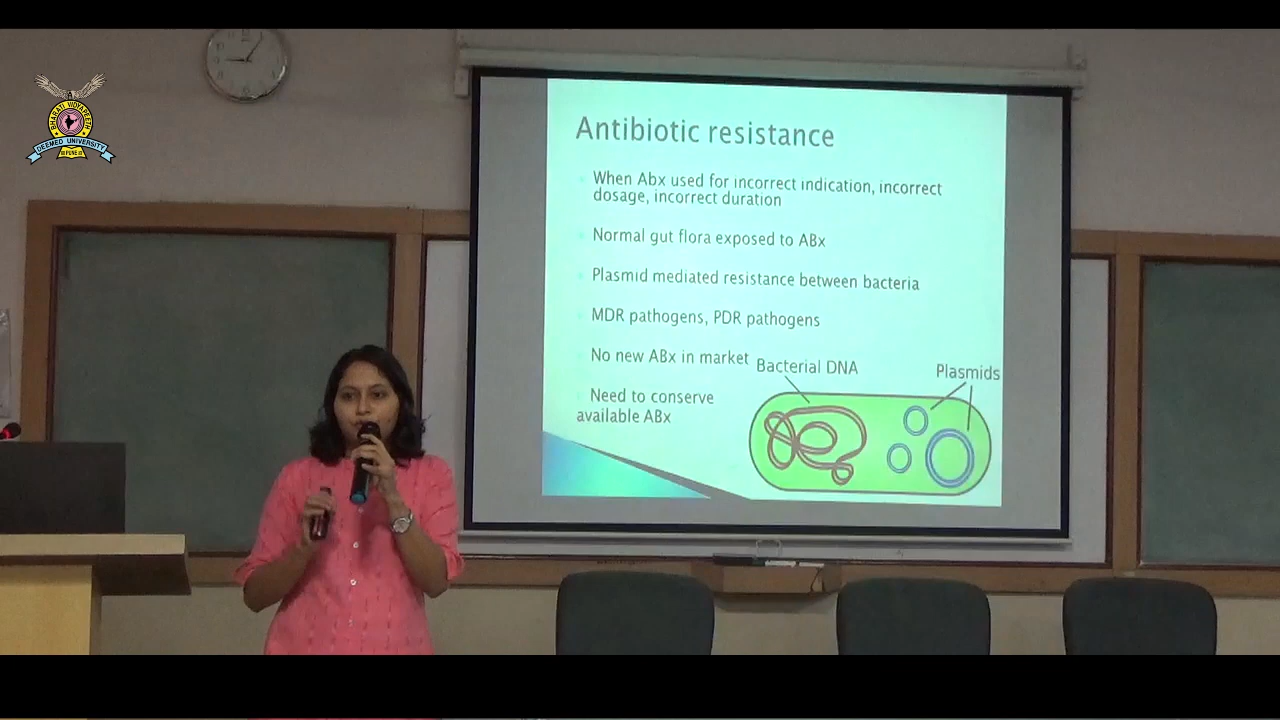 BHARATI VIDYAPEETH
DEEMED UNIVERSITY
Antibiotic resistance
When Abx used for incorrect indication, incorrect
dosage, incorrect duration
Normal gut flora exposed to ABx
Plasmid mediated resistance between bacteria
MDR pathogens, PDR pathogens
No new ABx in market
Bacterial DNA
Plasmids
Need to conserve
available ABx